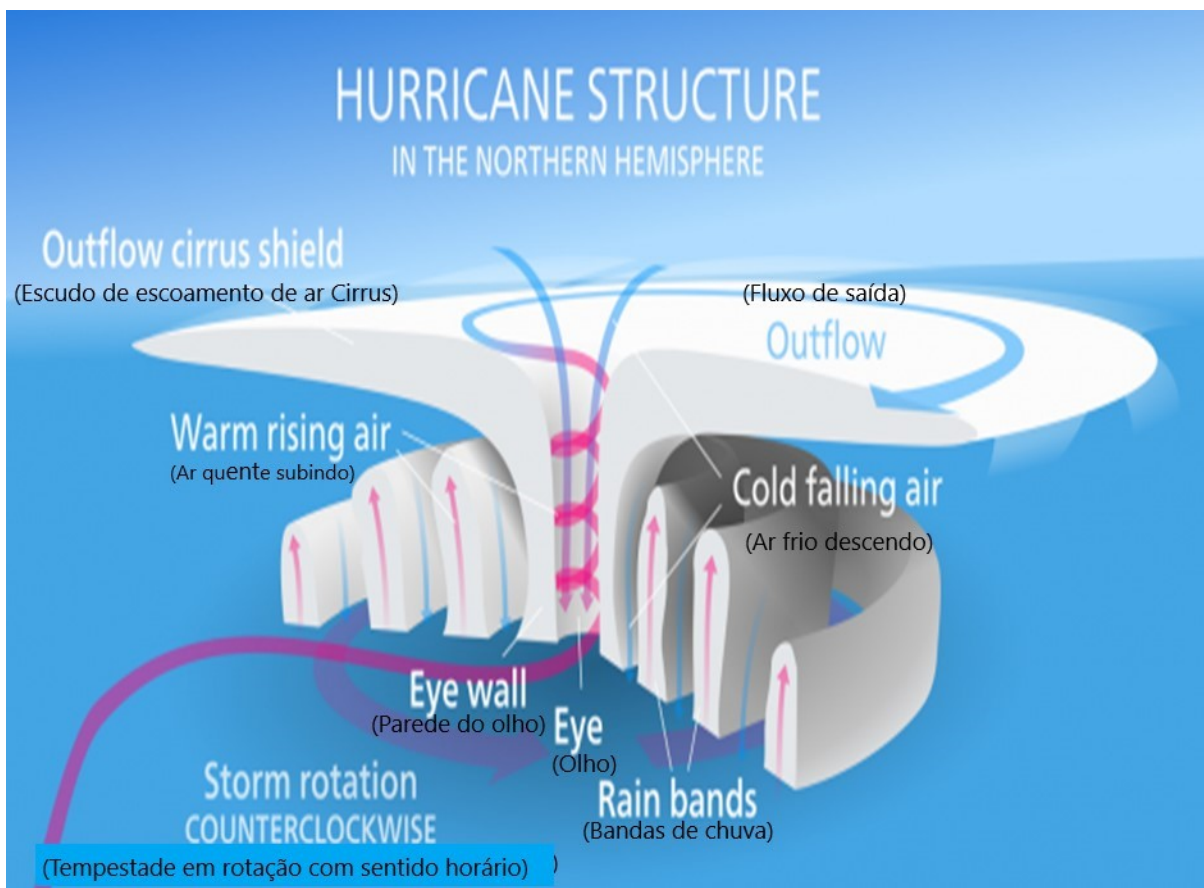 HURRICANE STRUCTURE
IN THE NORTHERN HEMISPHERE
Outflow cirrus shield
(Escudo de escoamento de ar Cirrus)
(Fluxo de saída)
Outflow
Warm rising air
(Ar quente subindo)
Cold falling air
(Ar frio descendo)
Eye wall
(Parede do olho)
Eye
(Olho)
Rain bands
(Bandas de chuva)
Storm rotation
COUNTERCLOCKWISE
(Tempestade em rotação com sentido horário) )